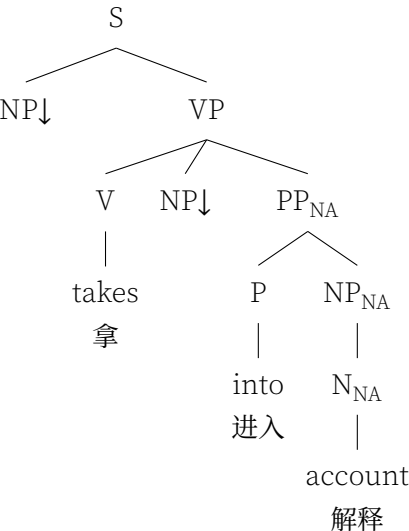 S
NP↓ VP
V NP↓ PP_NA
takes P NP_NA
拿
into N_NA
进入
account
解释